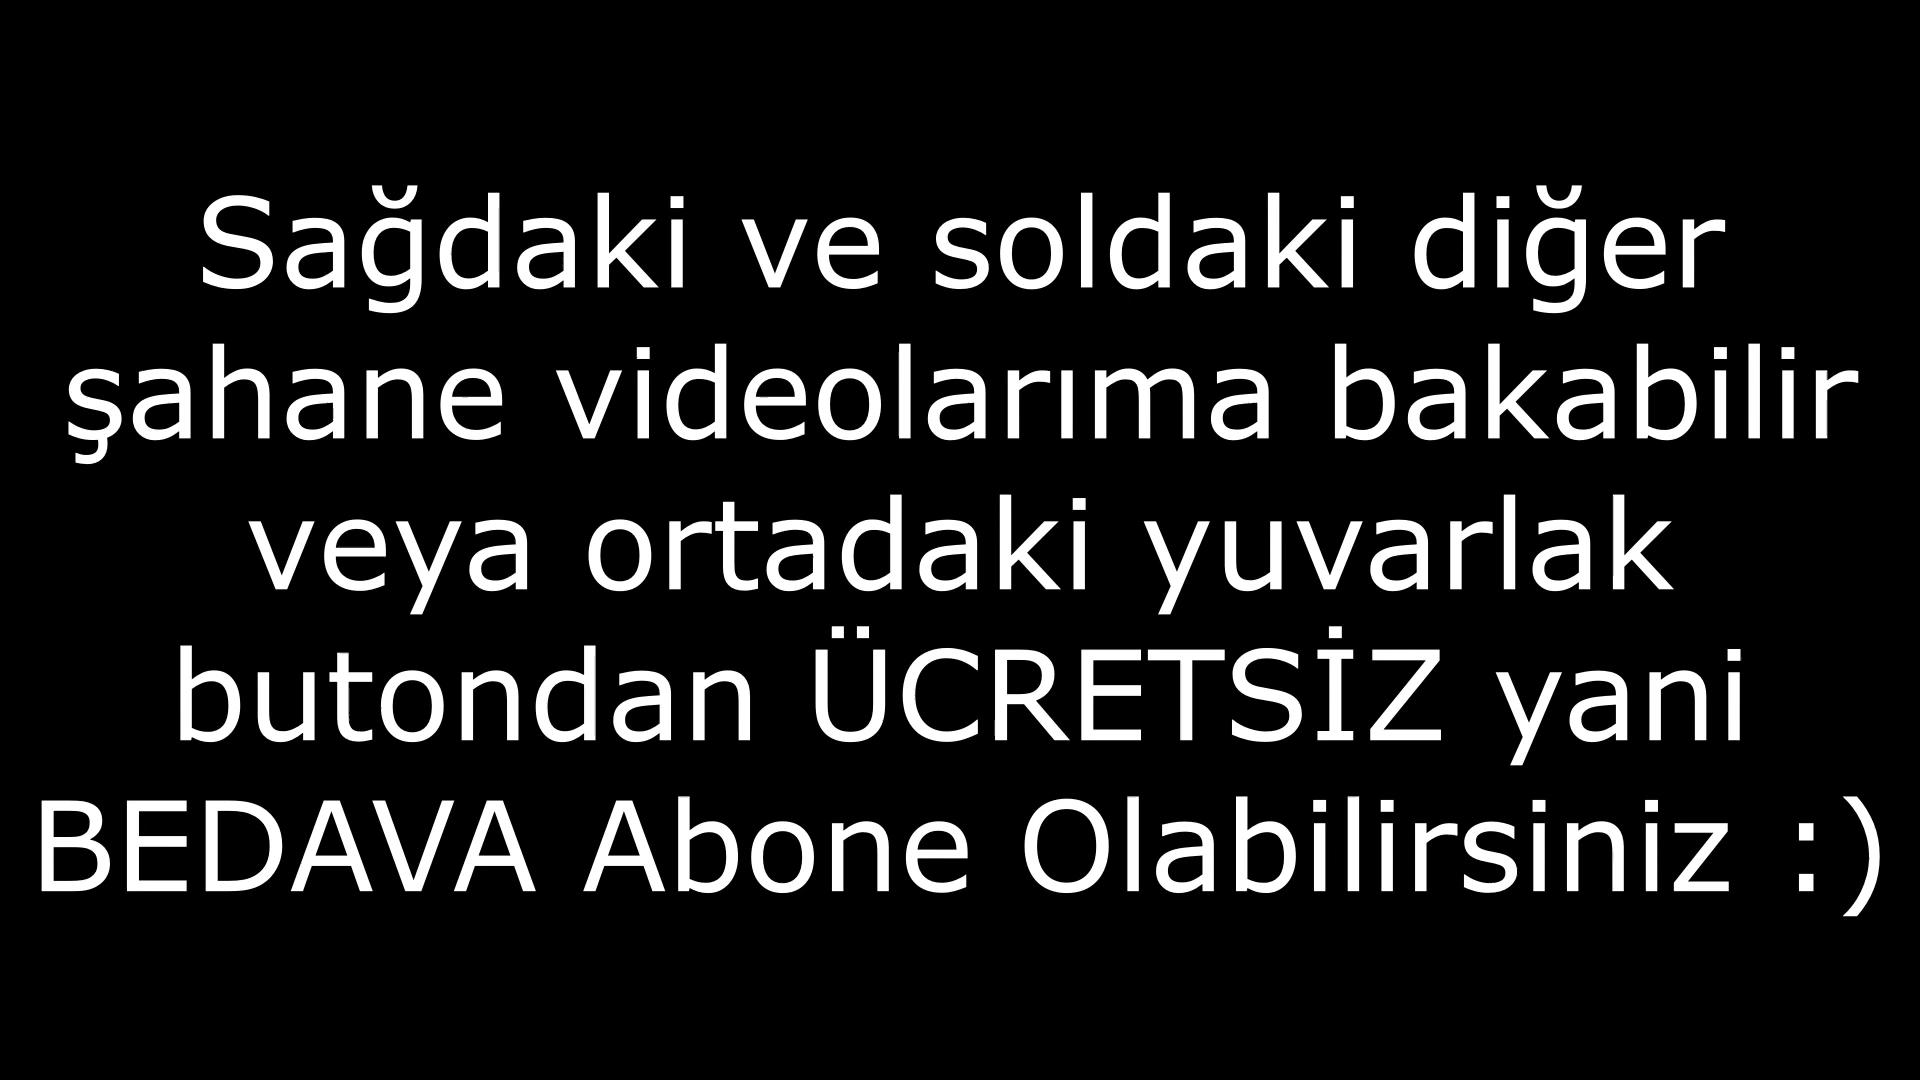 Sağdaki ve soldaki diğer
şahane videolarıma bakabilir
veya ortadaki yuvarlak
butondan ÜCRETSİZ yani
BEDAVA Abone Olabilirsiniz :)